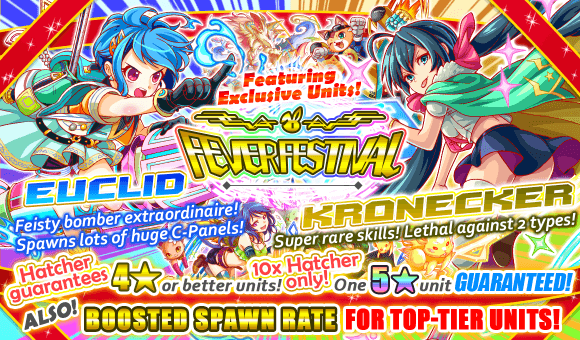 Featuring
Exclusive Units!
FEVER FESTIVAL
EUCLID
Feisty bomber extraordinaire!
Spawns lots of huge C-Panels!
KRONECKER
Super rare skills! Lethal against 2 types!
Hatcher
guarantees 4★ or better units!
10x Hatcher
only! One 5★ unit GUARANTEED!
ALSO! BOOSTED SPAWN RATE FOR TOP-TIER UNITS!